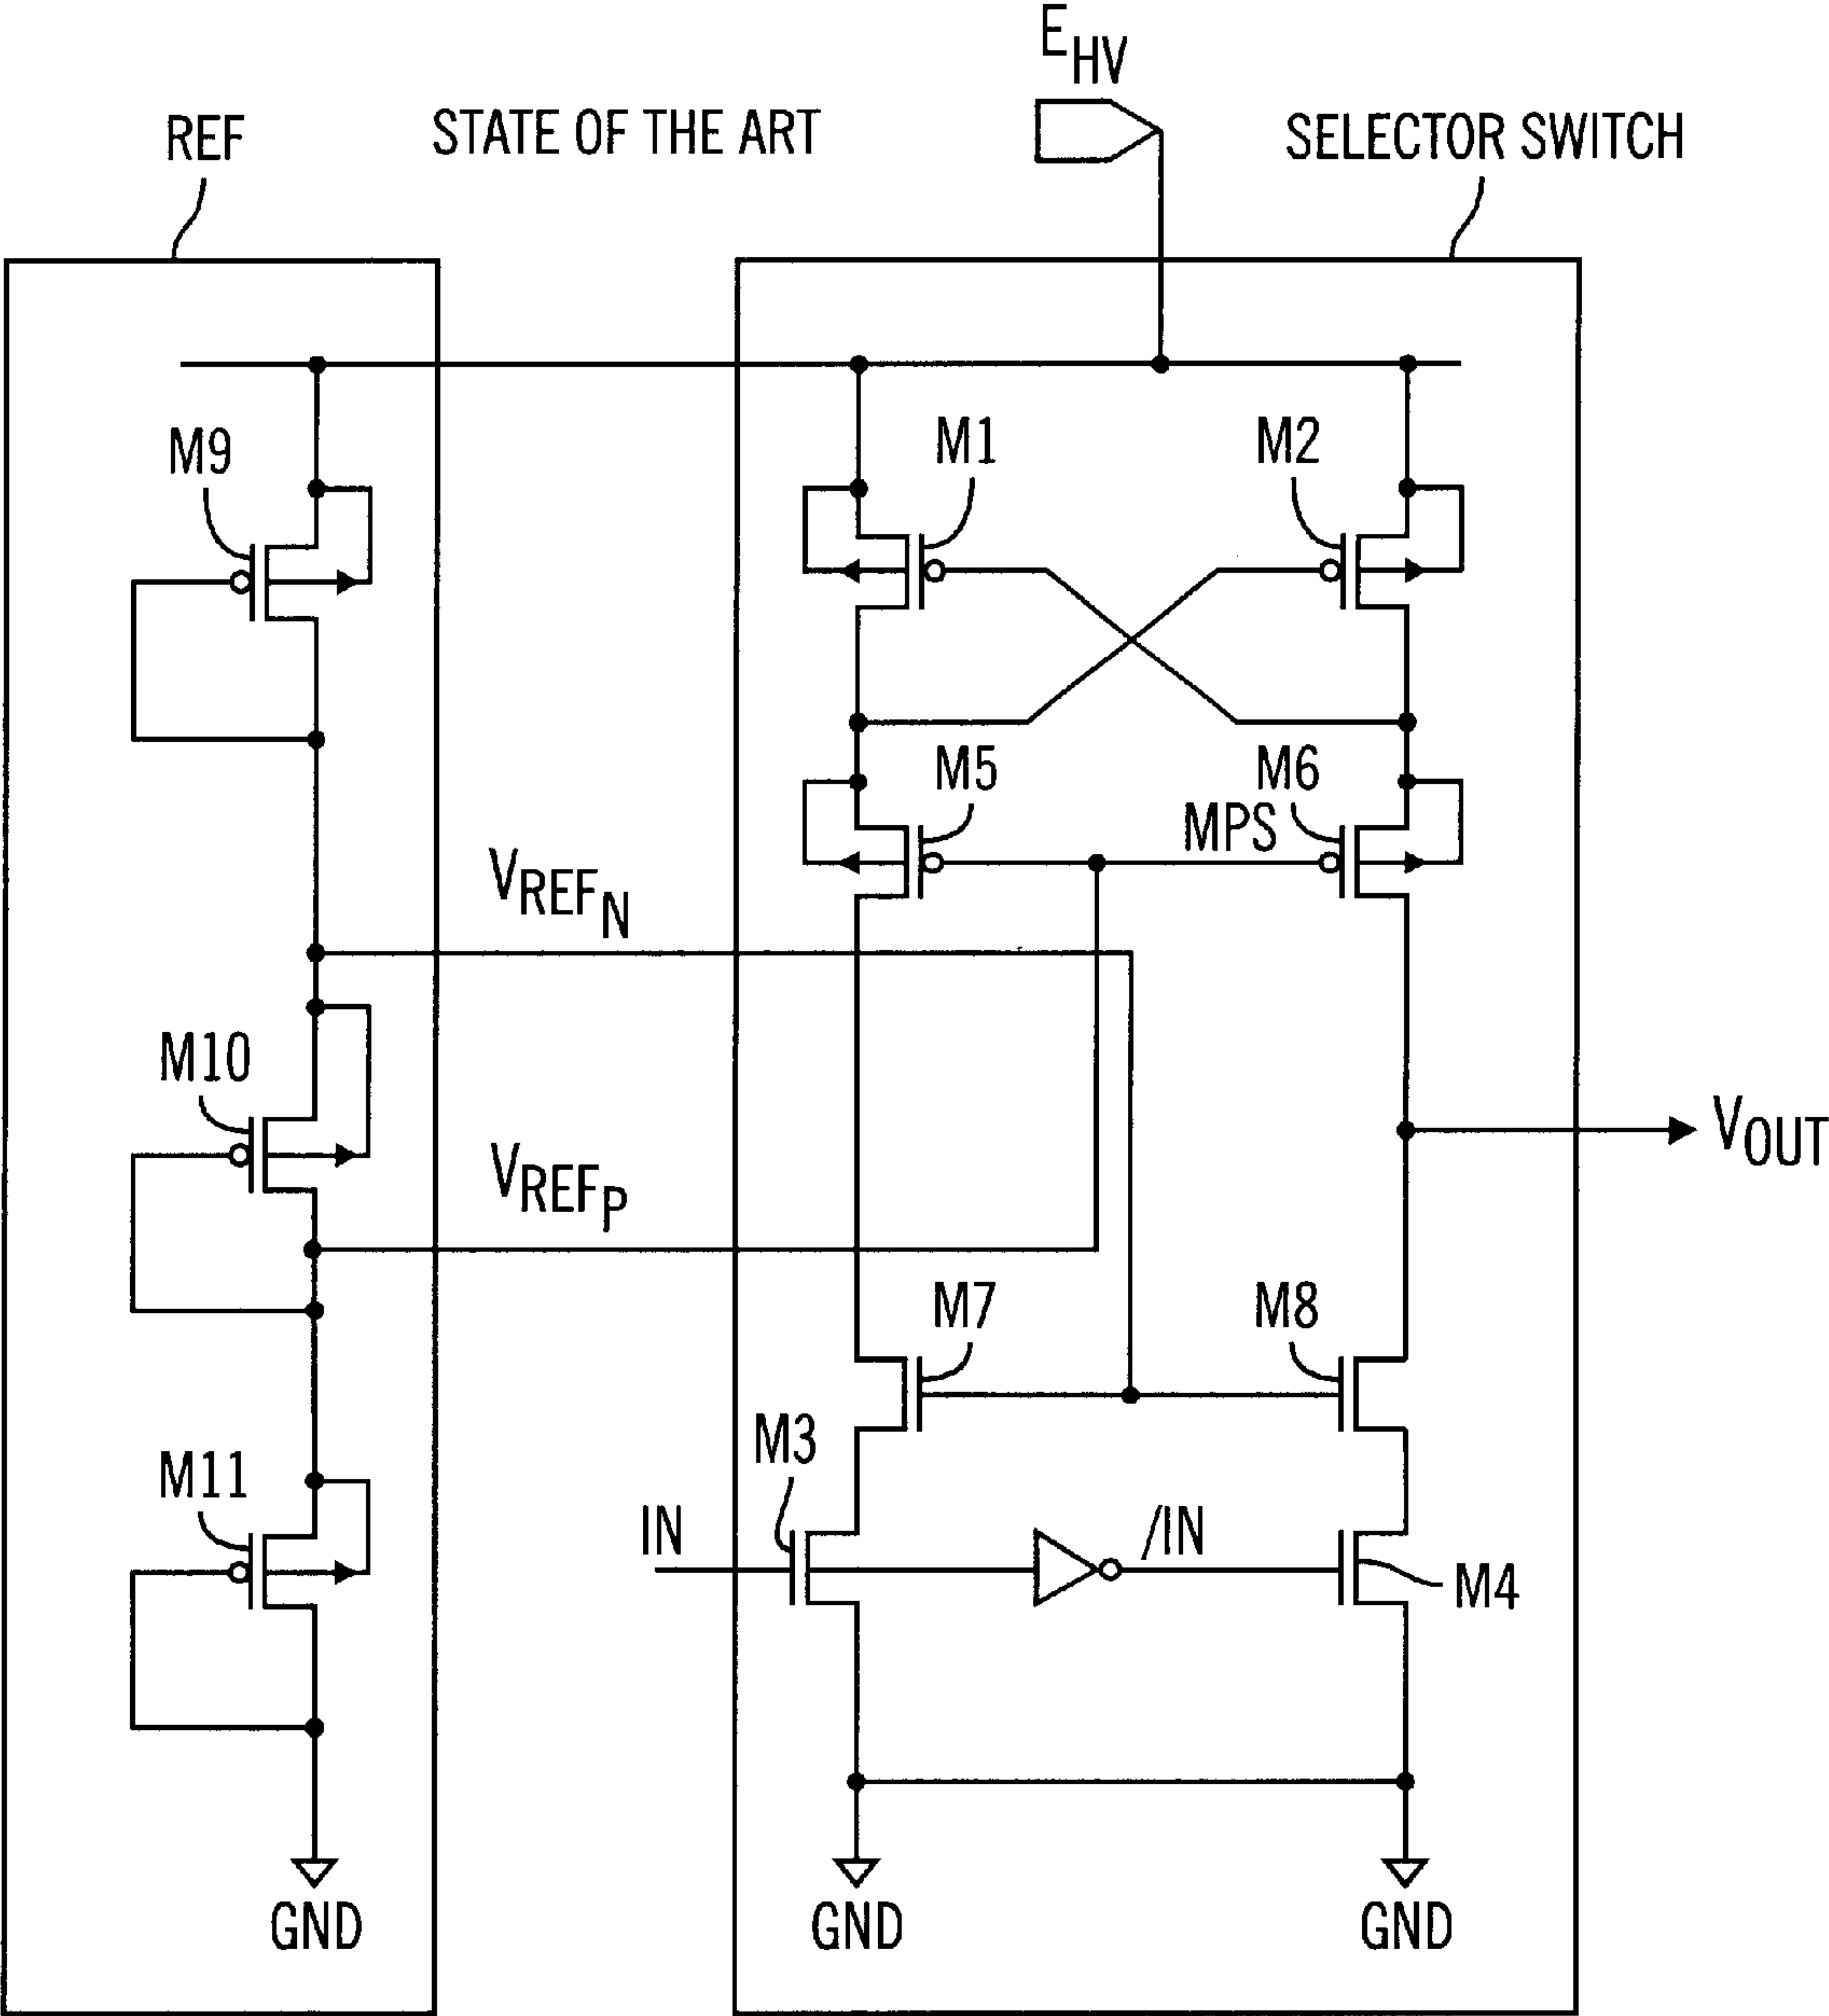 E_HV
REF
STATE OF THE ART
SELECTOR SWITCH
M9
M1
M2
M5
MPS
M6
V_REF_N
M10
V_REF_P
V_OUT
M7
M8
M3
M11
IN
/IN
M4
GND
GND
GND